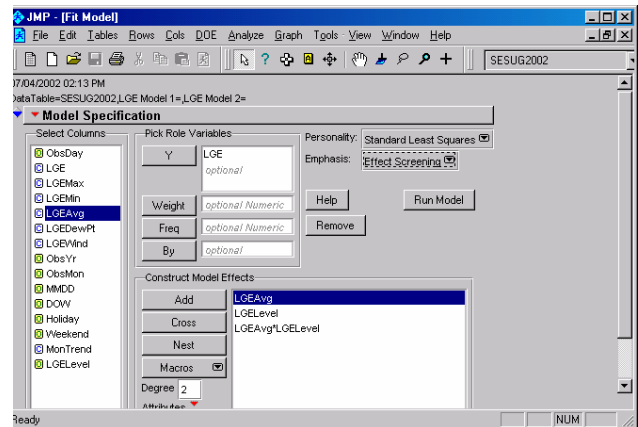 JMP - [Fit Model]
File Edit Tables Rows Cols DOE Analyze Graph Tools View Window Help
SESUG2002
07/04/2002 02:13 PM
DataTable=SESUG2002,LGE Model 1=,LGE Model 2=
Model Specification
Select Columns
ObsDay
LGE
LGEMax
LGEMin
LGEAvg
LGEDewPt
LGEWind
ObsYr
ObsMon
MMDD
DOW
Holiday
Weekend
MonTrend
LGELevel
Pick Role Variables
Y LGE
optional
Weight optional Numeric
Freq optional Numeric
By optional
Personality: Standard Least Squares
Emphasis: Effect Screening
Help Run Model
Remove
Construct Model Effects
Add
Cross
Nest
Macros
Degree 2
Attributes
LGEAvg
LGELevel
LGEAvg*LGELevel
Ready NUM